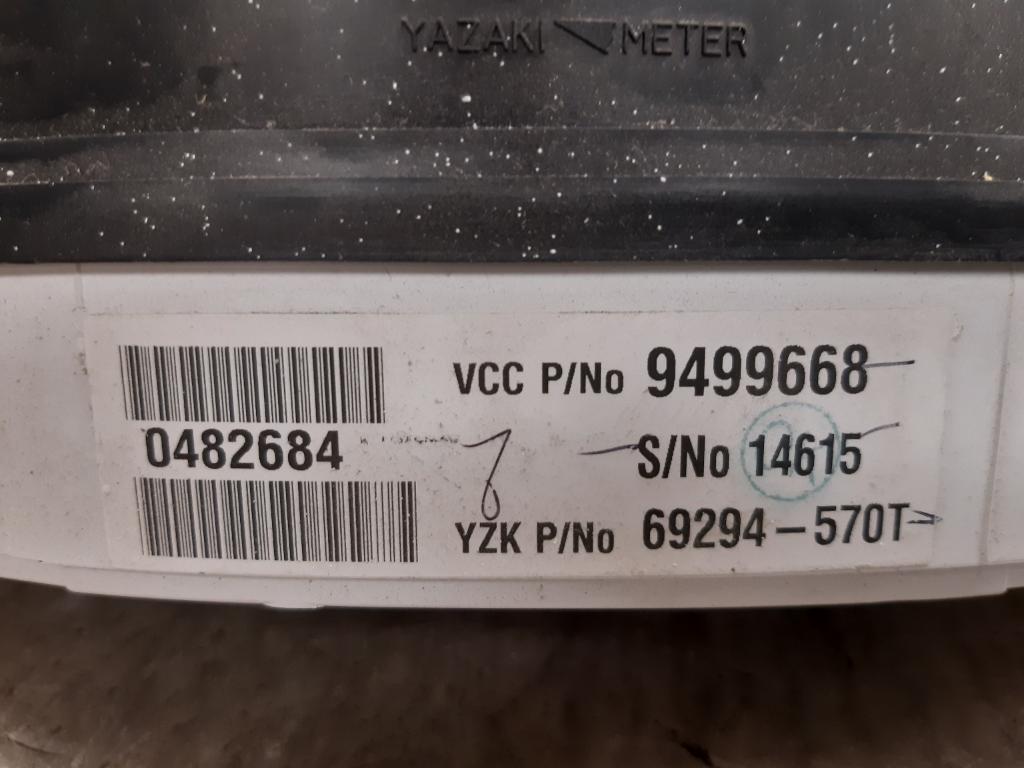 YAZAKI METER
VCC P/No 9499668
0482684
S/No 14615
YZK P/No 69294-570T